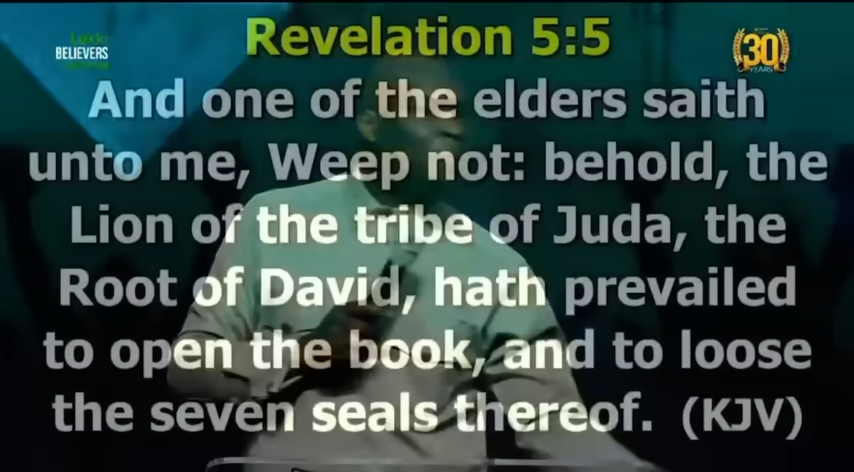 Revelation 5:5
BELIEVERS
30
YEARS
And one of the elders saith
unto me, Weep not: behold, the
Lion of the tribe of Juda, the
Root of David, hath prevailed
to open the book, and to loose
the seven seals thereof. (KJV)